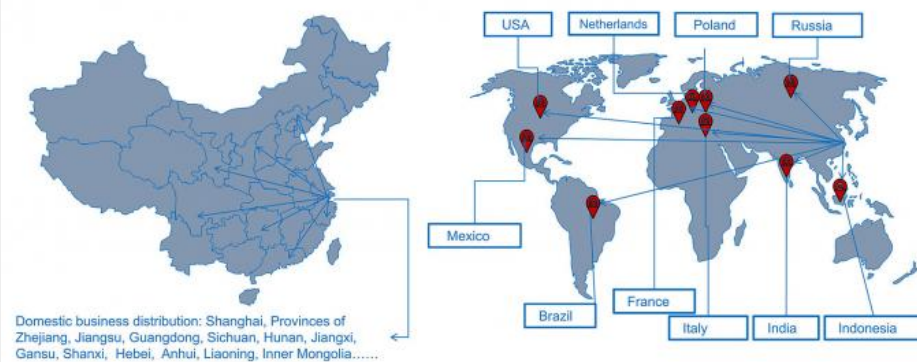 USA
Netherlands
Poland
Russia
Mexico
Brazil
France
Italy
India
Indonesia
Domestic business distribution: Shanghai, Provinces of
Zhejiang, Jiangsu, Guangdong, Sichuan, Hunan, Jiangxi,
Gansu, Shanxi, Hebei, Anhui, Liaoning, Inner Mongolia......